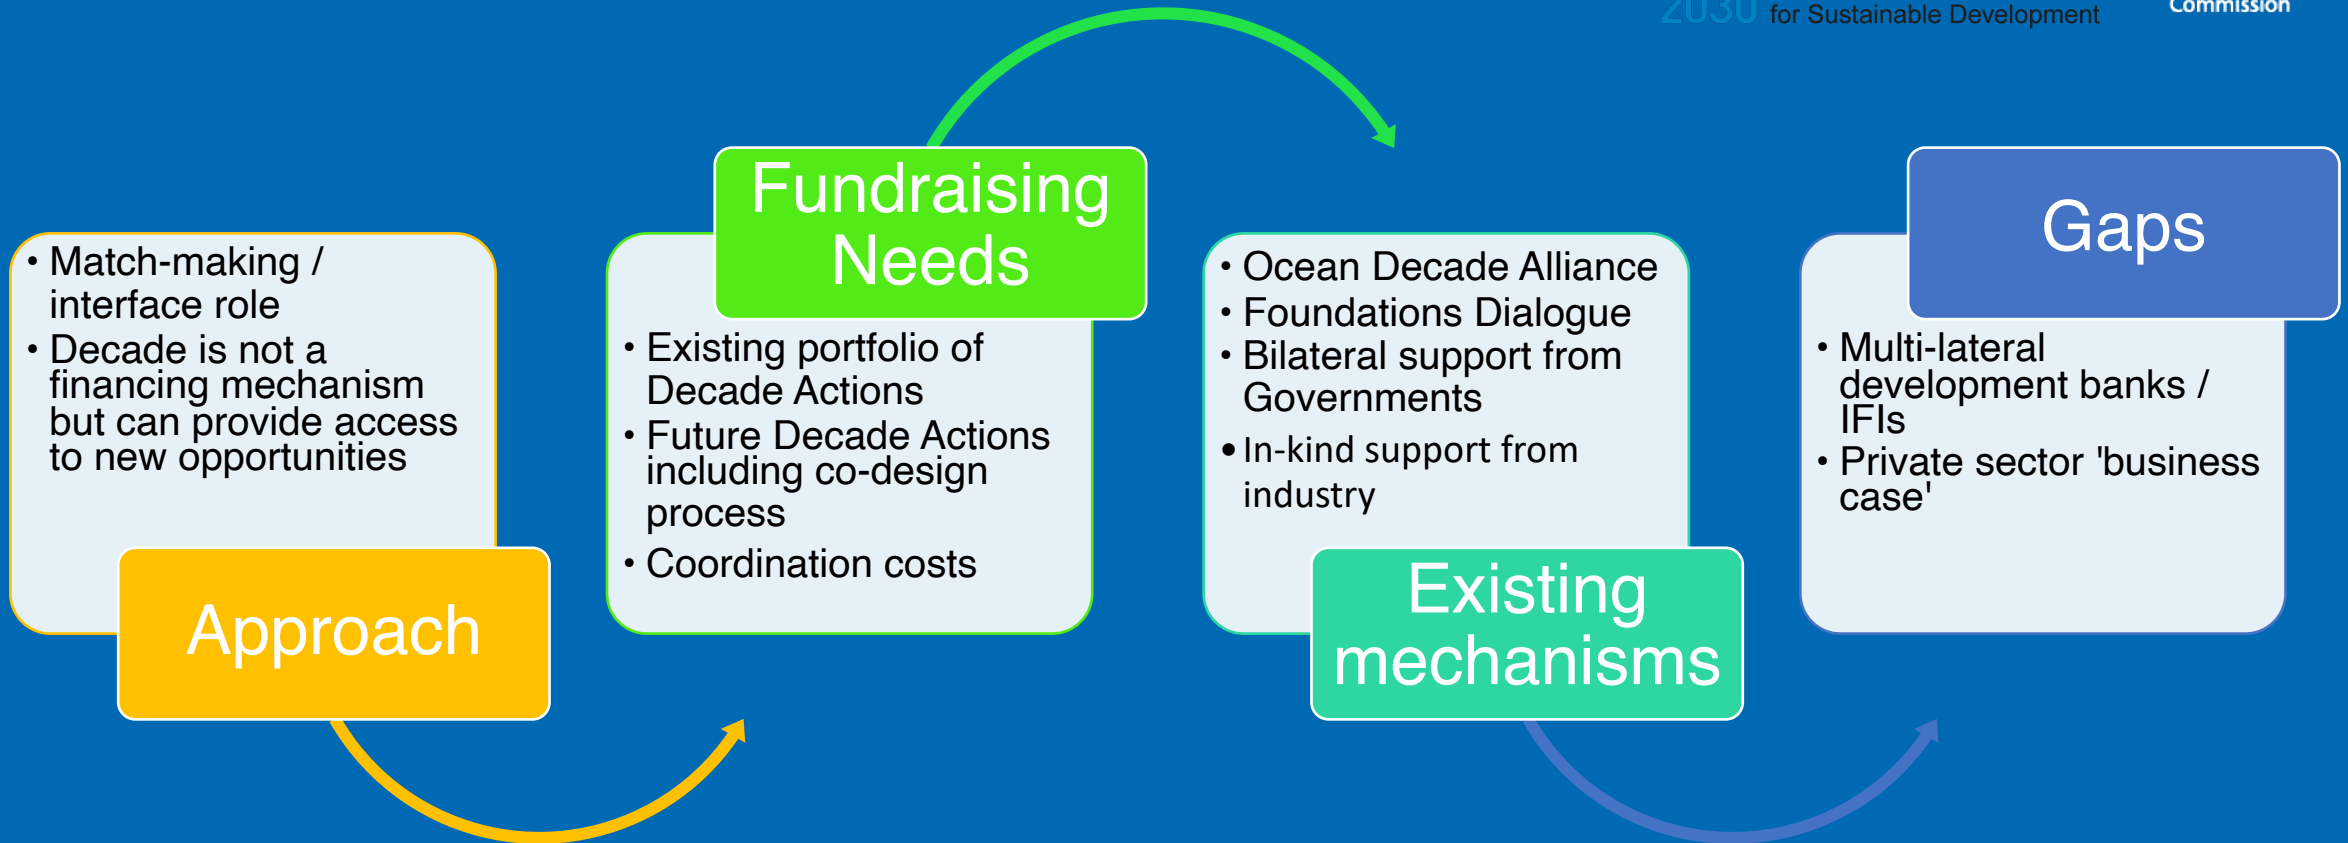 2030 for Sustainable Development
Commission
• Match-making /
interface role
• Decade is not a
financing mechanism
but can provide access
to new opportunities
Approach
Fundraising
Needs
• Existing portfolio of
Decade Actions
• Future Decade Actions
including co-design
process
• Coordination costs
• Ocean Decade Alliance
• Foundations Dialogue
• Bilateral support from
Governments
• In-kind support from
industry
Existing
mechanisms
Gaps
• Multi-lateral
development banks /
IFIs
• Private sector 'business
case'